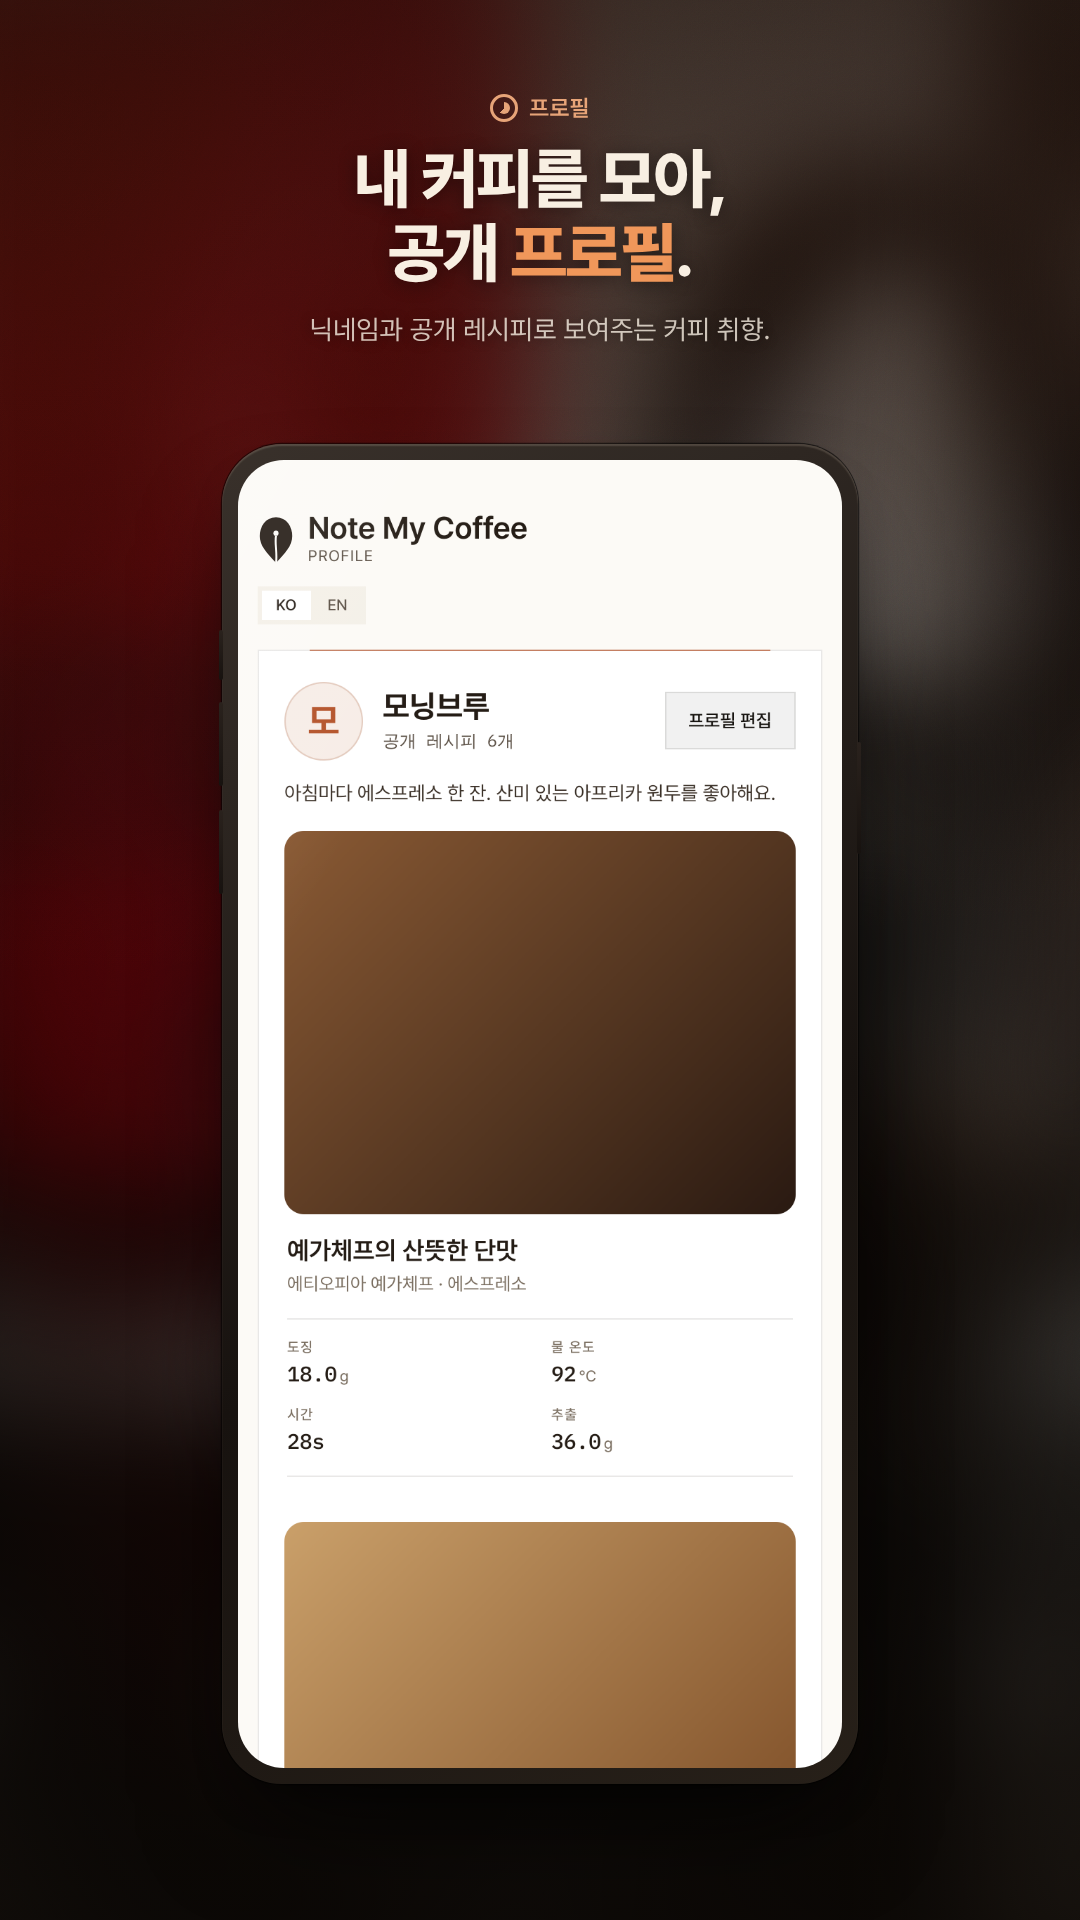 프로필
내 커피를 모아,
공개 프로필.
닉네임과 공개 레시피로 보여주는 커피 취향.
Note My Coffee
PROFILE
KO EN
모
모닝브루
공개 레시피 6개
프로필 편집
아침마다 에스프레소 한 잔. 산미 있는 아프리카 원두를 좋아해요.
예가체프의 산뜻한 단맛
에티오피아 예가체프 · 에스프레소
도징 물 온도
18.0g 92°C
시간 추출
28s 36.0g